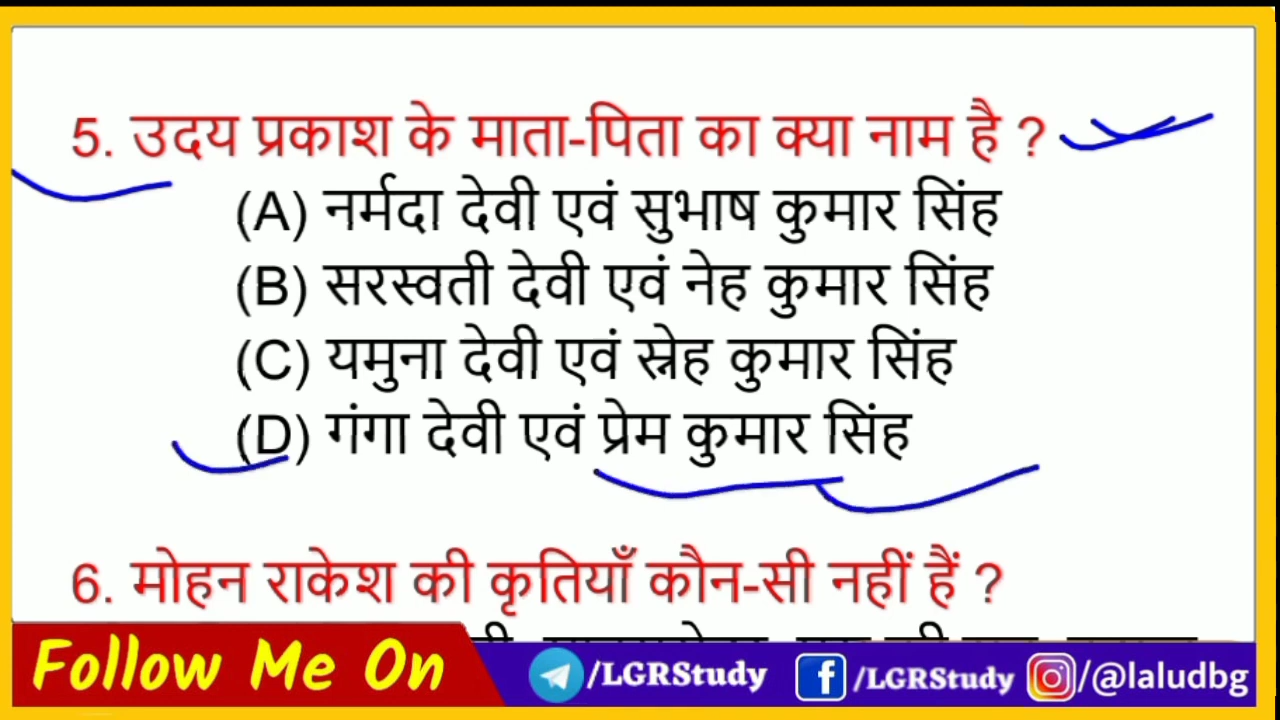 5. उदय प्रकाश के माता-पिता का क्या नाम है ?
(A) नर्मदा देवी एवं सुभाष कुमार सिंह
(B) सरस्वती देवी एवं नेह कुमार सिंह
(C) यमुना देवी एवं स्नेह कुमार सिंह
(D) गंगा देवी एवं प्रेम कुमार सिंह
6. मोहन राकेश की कृतियाँ कौन-सी नहीं हैं ?
Follow Me On /LGRStudy /LGRStudy /@laludbg